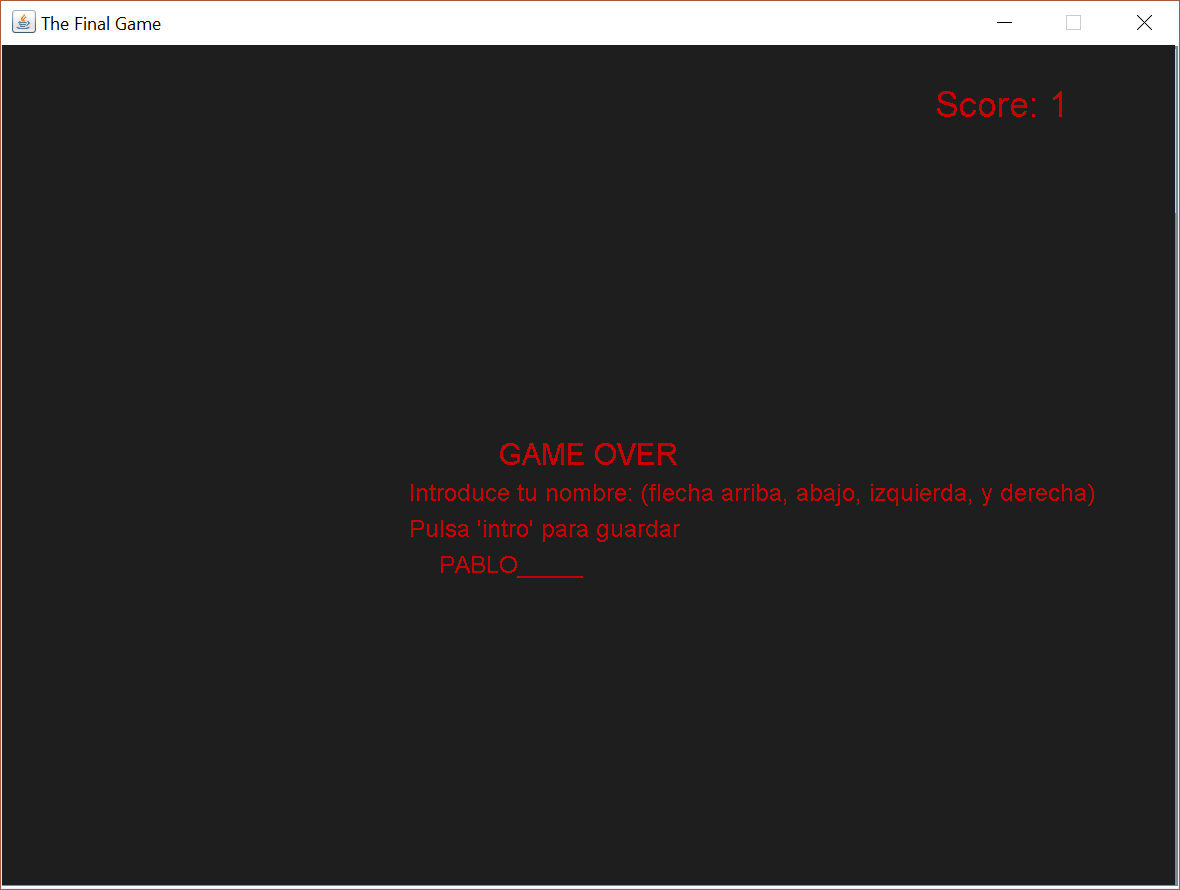 The Final Game
Score: 1
GAME OVER
Introduce tu nombre: (flecha arriba, abajo, izquierda, y derecha)
Pulsa 'intro' para guardar
PABLO_____